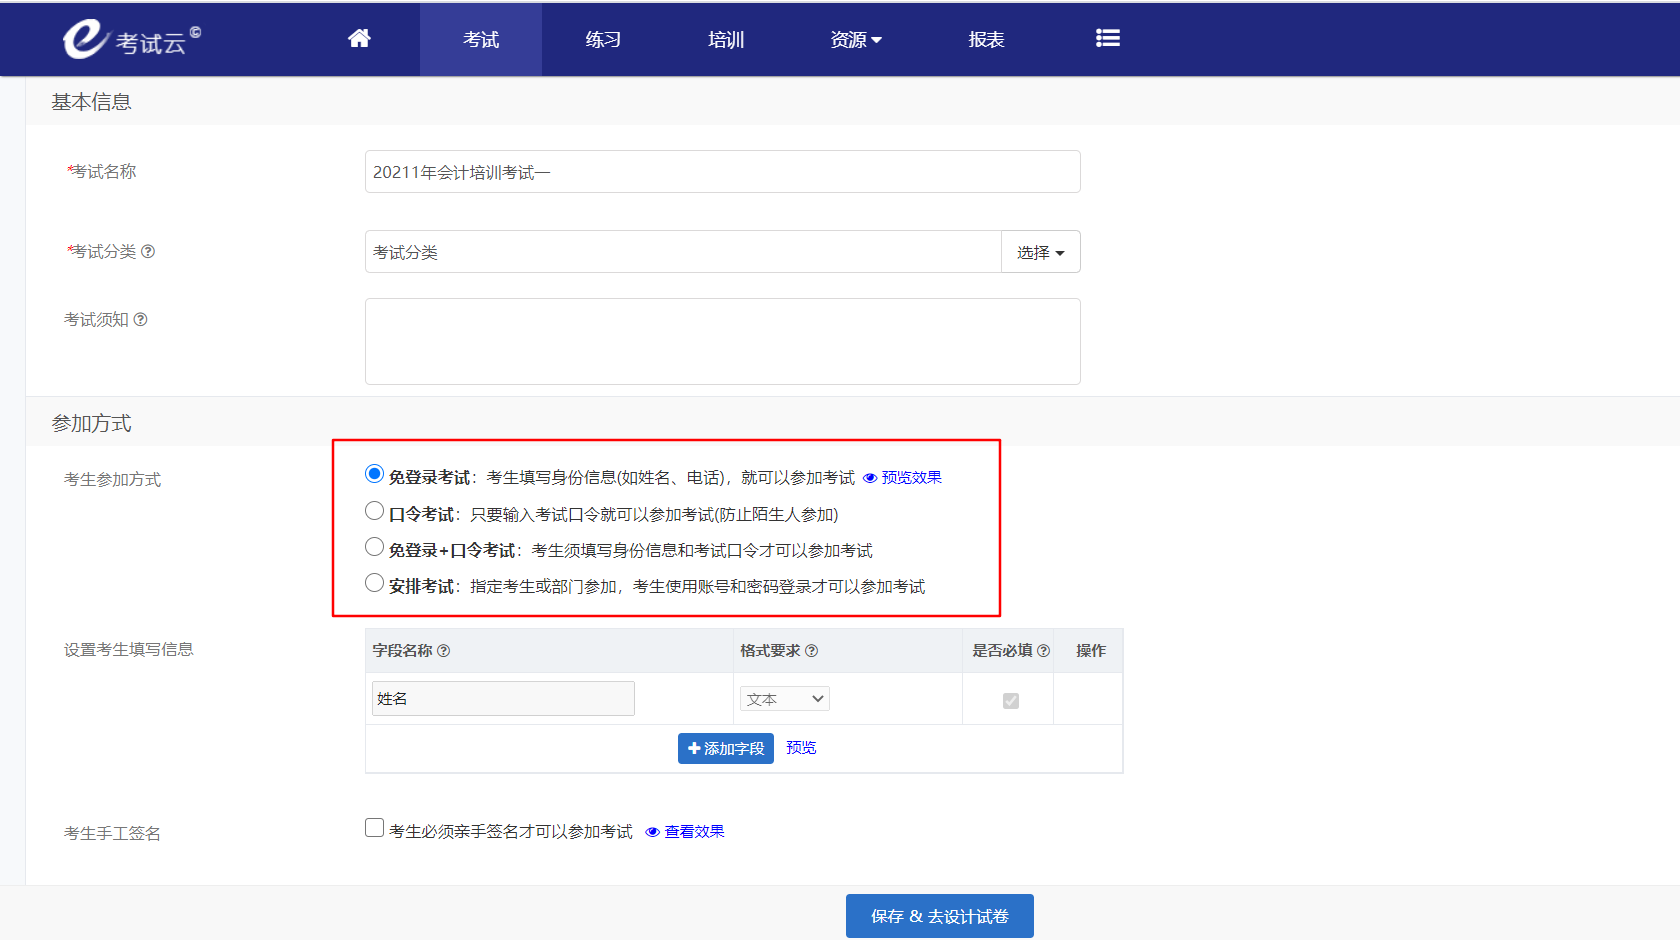 考试云©
考试
练习
培训
资源
报表
基本信息
*考试名称
20211年会计培训考试一
*考试分类
考试分类
选择
考试须知
参加方式
考生参加方式
免登录考试：考生填写身份信息(如姓名、电话)，就可以参加考试 预览效果
口令考试：只要输入考试口令就可以参加考试(防止陌生人参加)
免登录+口令考试：考生须填写身份信息和考试口令才可以参加考试
安排考试：指定考生或部门参加，考生使用账号和密码登录才可以参加考试
设置考生填写信息
字段名称 格式要求 是否必填 操作
姓名 文本
添加字段 预览
考生手工签名
考生必须亲手签名才可以参加考试 查看效果
保存 & 去设计试卷